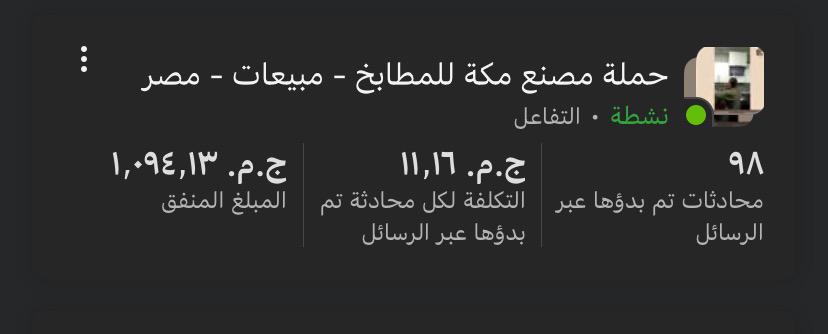 حملة مصنع مكة للمطابخ - مبيعات - مصر
نشطة • التفاعل
٩٨
محادثات تم بدؤها عبر
الرسائل
ج.م. ١١,١٦
التكلفة لكل محادثة تم
بدؤها عبر الرسائل
ج.م. ١,٠٩٤,١٣
المبلغ المنفق